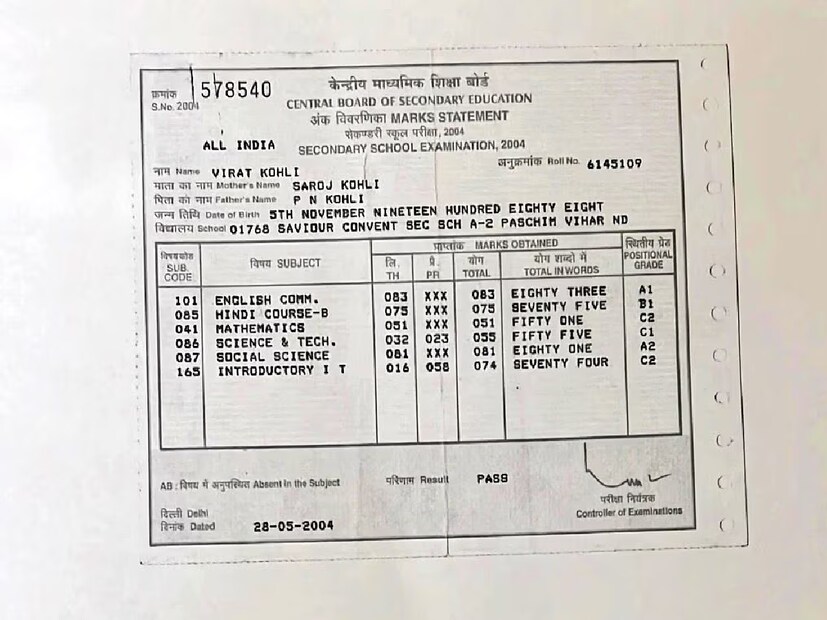 क्रमांक 578540
S.No. 2004
केन्द्रीय माध्यमिक शिक्षा बोर्ड
CENTRAL BOARD OF SECONDARY EDUCATION
अंक विवरणिका MARKS STATEMENT
सेकण्डरी स्कूल परीक्षा, 2004
ALL INDIA SECONDARY SCHOOL EXAMINATION, 2004
अनुक्रमांक Roll No. 6145109
नाम Name VIRAT KOHLI
माता का नाम Mother's Name SAROJ KOHLI
पिता का नाम Father's Name P N KOHLI
जन्म तिथि Date of Birth 5TH NOVEMBER NINETEEN HUNDRED EIGHTY EIGHT
विद्यालय School 01768 SAVIOUR CONVENT SEC SCH A-2 PASCHIM VIHAR ND
विषयकोड SUB. CODE विषय SUBJECT प्राप्तांक MARKS OBTAINED स्थितीय ग्रेड POSITIONAL GRADE
लि. TH प्रै. PR योग TOTAL योग शब्दों में TOTAL IN WORDS
101 ENGLISH COMM. 083 XXX 083 EIGHTY THREE A1
085 HINDI COURSE-B 075 XXX 075 SEVENTY FIVE B1
041 MATHEMATICS 051 XXX 051 FIFTY ONE C2
086 SCIENCE & TECH. 032 023 055 FIFTY FIVE C1
087 SOCIAL SCIENCE 081 XXX 081 EIGHTY ONE A2
165 INTRODUCTORY I T 016 058 074 SEVENTY FOUR C2
AB : विषय में अनुपस्थित Absent in the Subject परिणाम Result PASS
दिल्ली Delhi
दिनांक Dated 28-05-2004
परीक्षा नियंत्रक
Controller of Examinations